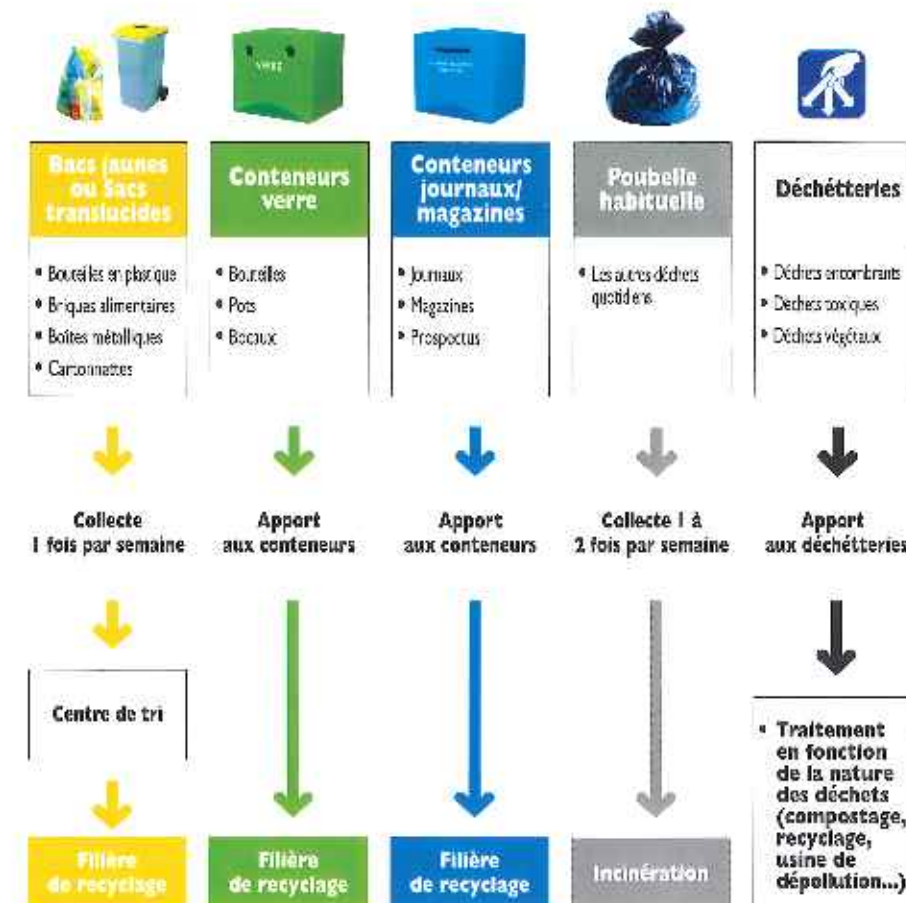 VERRE
Bacs jaunes
ou Sacs
translucides
• Bouteilles en plastique
• Briques alimentaires
• Boîtes métalliques
• Cartonnettes
Collecte
1 fois par semaine
Centre de tri
Filière
de recyclage
Conteneurs
verre
• Bouteilles
• Pots
• Bocaux
Apport
aux conteneurs
Filière
de recyclage
Conteneurs
journaux/
magazines
• Journaux
• Magazines
• Prospectus
Apport
aux conteneurs
Filière
de recyclage
Poubelle
habituelle
• Les autres déchets
quotidiens
Collecte 1 à
2 fois par semaine
Incinération
Déchétteries
• Déchets encombrants
• Déchets toxiques
• Déchets végétaux
Apport
aux déchétteries
• Traitement
en fonction
de la nature
des déchets
(compostage,
recyclage,
usine de
dépollution...)